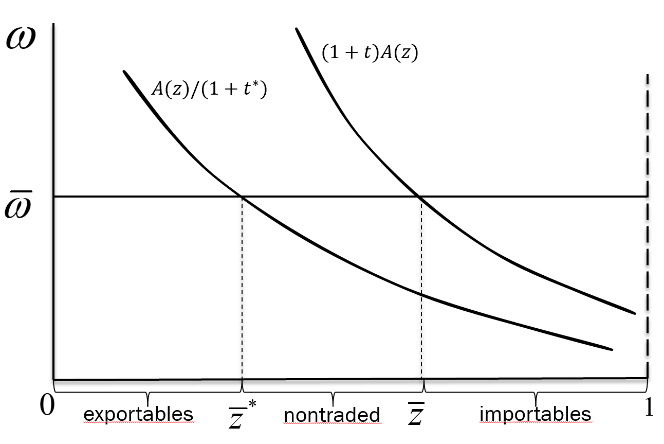 ω
(1 + t)A(z)
A(z)/(1 + t*)
ω̅
0 exportables z̅* nontraded z̅ importables 1